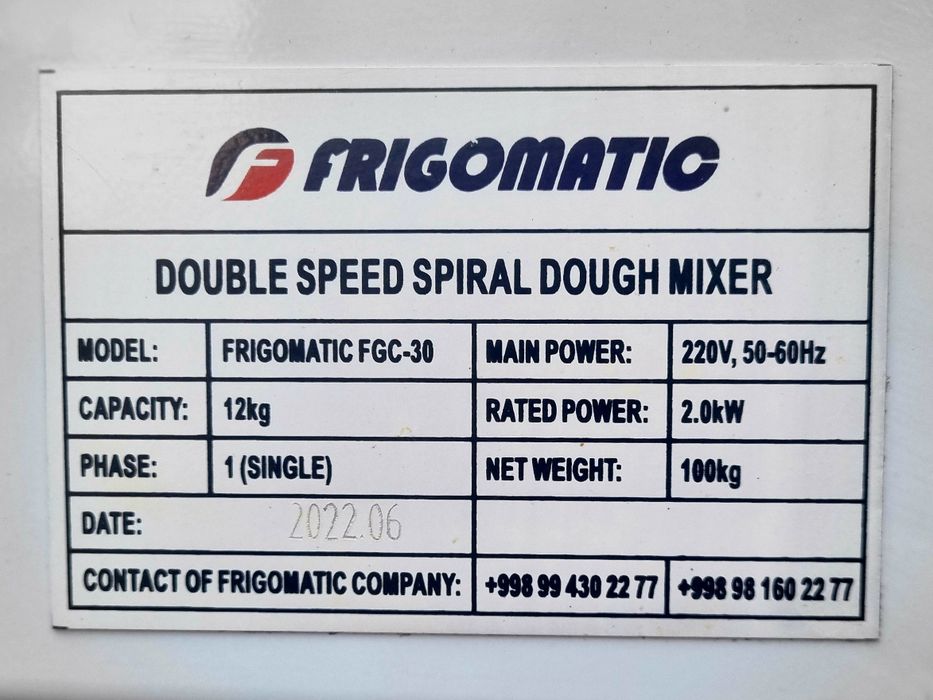 FRIGOMATIC
DOUBLE SPEED SPIRAL DOUGH MIXER
MODEL: FRIGOMATIC FGC-30 MAIN POWER: 220V, 50-60Hz
CAPACITY: 12kg RATED POWER: 2.0kW
PHASE: 1 (SINGLE) NET WEIGHT: 100kg
DATE: 2022.06
CONTACT OF FRIGOMATIC COMPANY: +998 99 430 22 77 +998 98 160 22 77